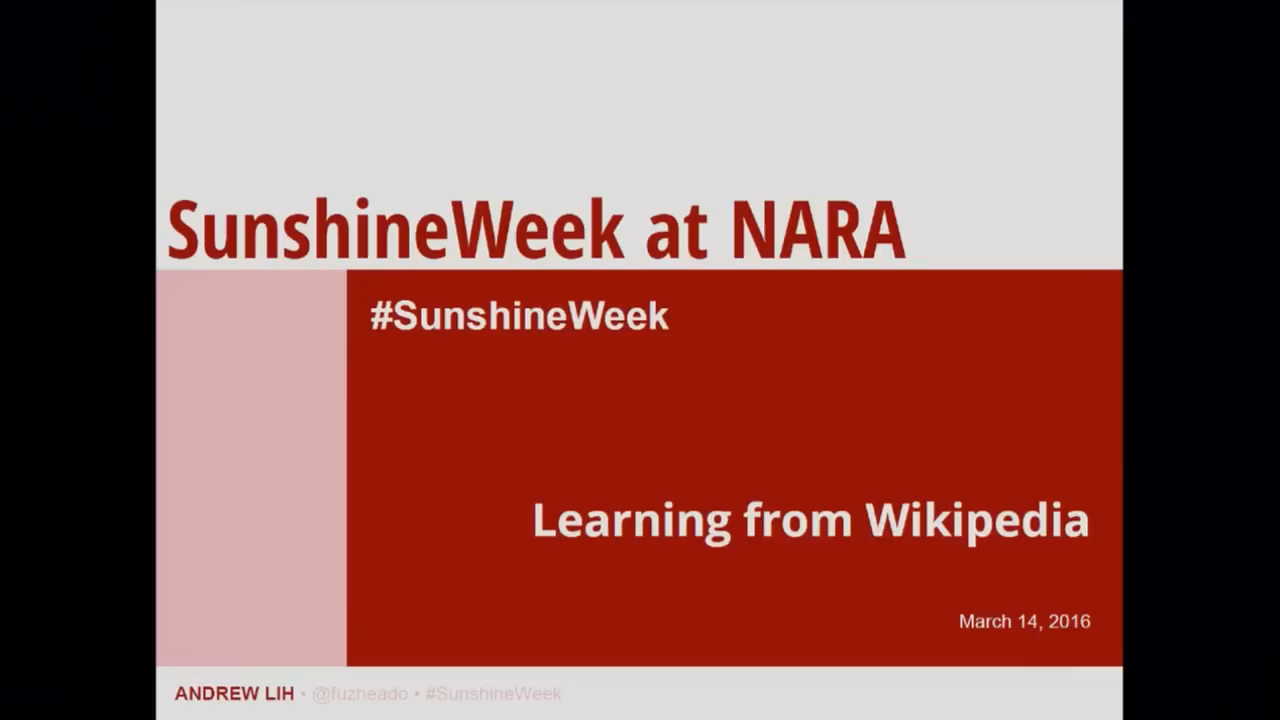 SunshineWeek at NARA
#SunshineWeek
Learning from Wikipedia
March 14, 2016
ANDREW LIH • @fuzheado • #SunshineWeek